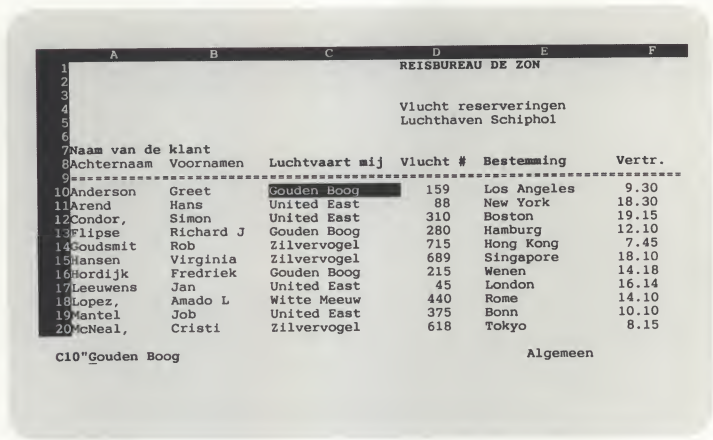 A B C D E F
1 REISBUREAU DE ZON
2
3
4 Vlucht reserveringen
5 Luchthaven Schiphol
6
7 Naam van de klant
8 Achternaam Voornamen Luchtvaart mij Vlucht # Bestemming Vertr.
9 ================================================================
10 Anderson Greet Gouden Boog 159 Los Angeles 9.30
11 Arend Hans United East 88 New York 18.30
12 Condor, Simon United East 310 Boston 19.15
13 Flipse Richard J Gouden Boog 280 Hamburg 12.10
14 Goudsmit Rob Zilvervogel 715 Hong Kong 7.45
15 Hansen Virginia Zilvervogel 689 Singapore 18.10
16 Hordijk Fredriek Gouden Boog 215 Wenen 14.18
17 Leeuwens Jan United East 45 London 16.14
18 Lopez, Amado L Witte Meeuw 440 Rome 14.10
19 Mantel Job United East 375 Bonn 10.10
20 McNeal, Cristi Zilvervogel 618 Tokyo 8.15
C10"Gouden Boog Algemeen